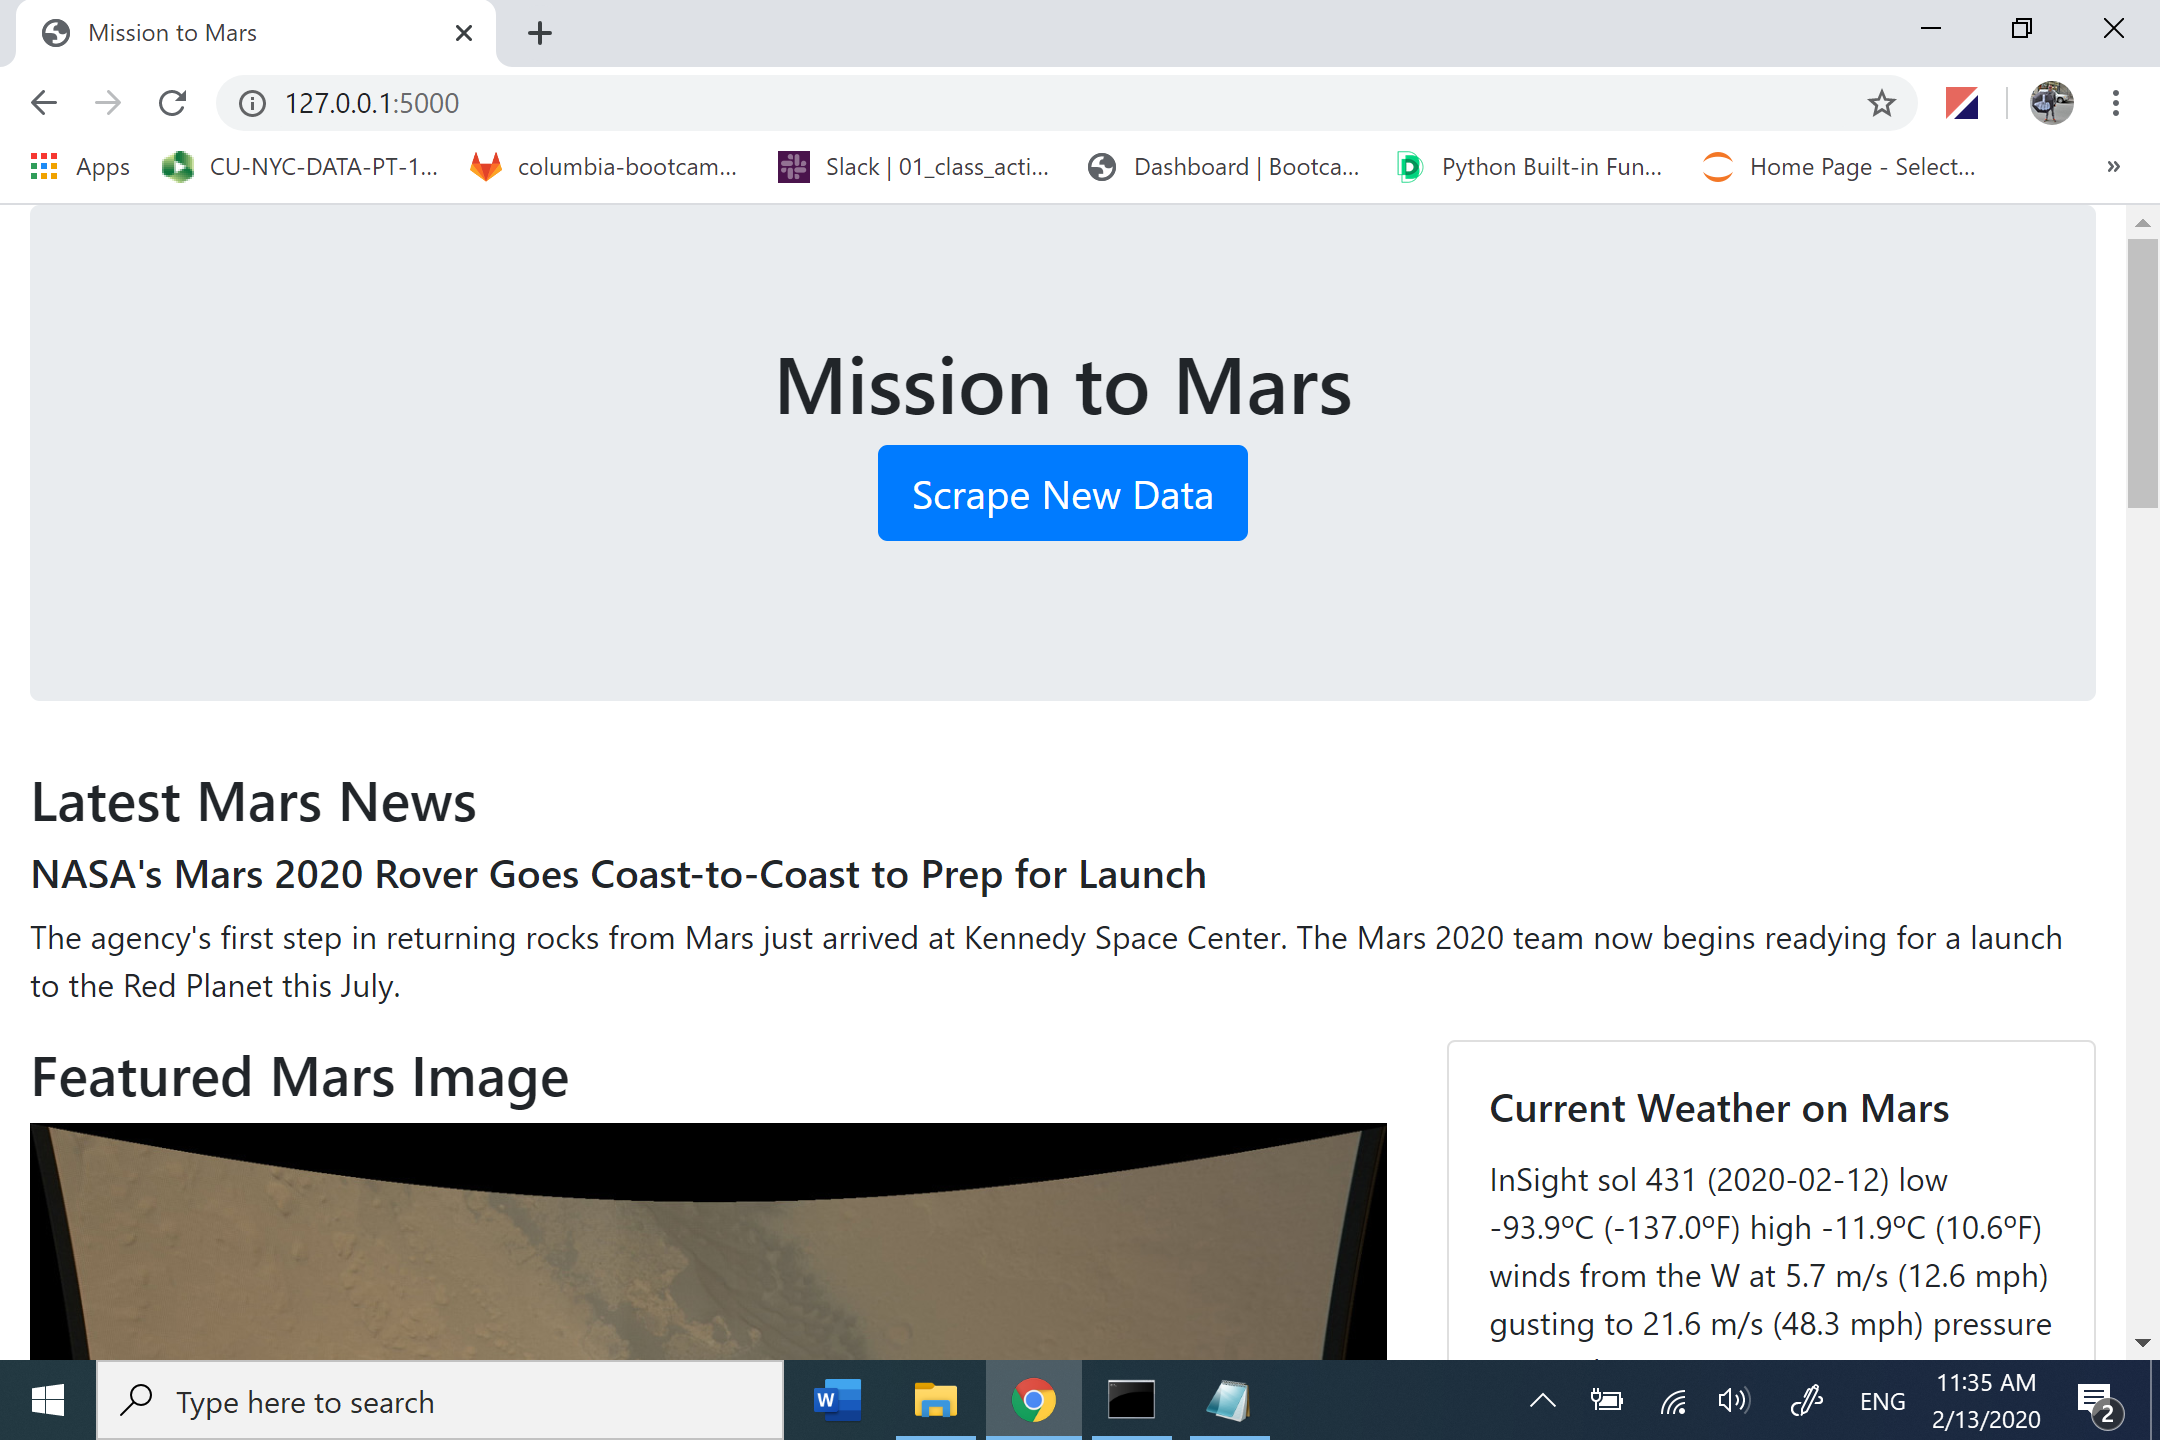 Mission to Mars
127.0.0.1:5000
Apps CU-NYC-DATA-PT-1... columbia-bootcam... Slack | 01_class_acti... Dashboard | Bootca... Python Built-in Fun... Home Page - Select... »
Mission to Mars
Scrape New Data
Latest Mars News
NASA's Mars 2020 Rover Goes Coast-to-Coast to Prep for Launch
The agency's first step in returning rocks from Mars just arrived at Kennedy Space Center. The Mars 2020 team now begins readying for a launch
to the Red Planet this July.
Featured Mars Image
Current Weather on Mars
InSight sol 431 (2020-02-12) low
-93.9ºC (-137.0ºF) high -11.9ºC (10.6ºF)
winds from the W at 5.7 m/s (12.6 mph)
gusting to 21.6 m/s (48.3 mph) pressure
Type here to search
W
ENG
11:35 AM
2/13/2020
2